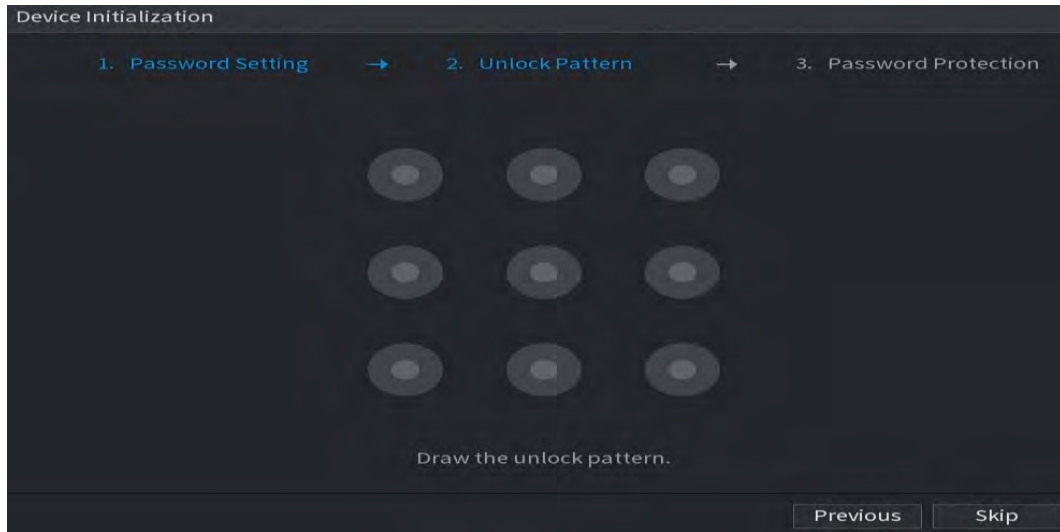 Device Initialization
1. Password Setting → 2. Unlock Pattern → 3. Password Protection
Draw the unlock pattern.
Previous Skip